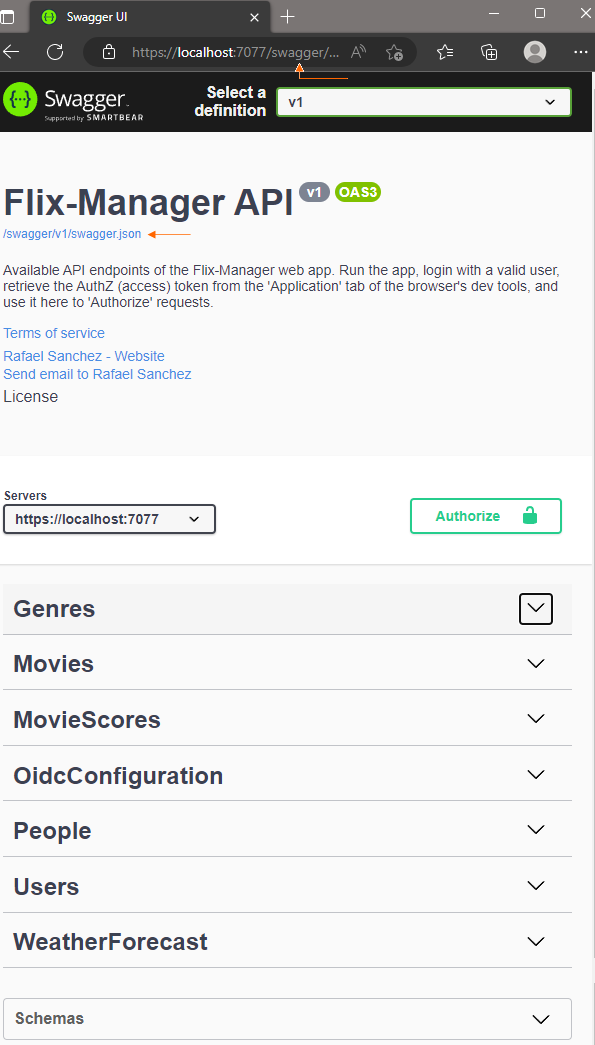 Swagger UI
https://localhost:7077/swagger/...
Swagger
Supported by SMARTBEAR
Select a
definition
v1
Flix-Manager API
v1
OAS3
/swagger/v1/swagger.json
Available API endpoints of the Flix-Manager web app. Run the app, login with a valid user,
retrieve the AuthZ (access) token from the 'Application' tab of the browser's dev tools, and
use it here to 'Authorize' requests.
Terms of service
Rafael Sanchez - Website
Send email to Rafael Sanchez
License
Servers
https://localhost:7077
Authorize
Genres
Movies
MovieScores
OidcConfiguration
People
Users
WeatherForecast
Schemas